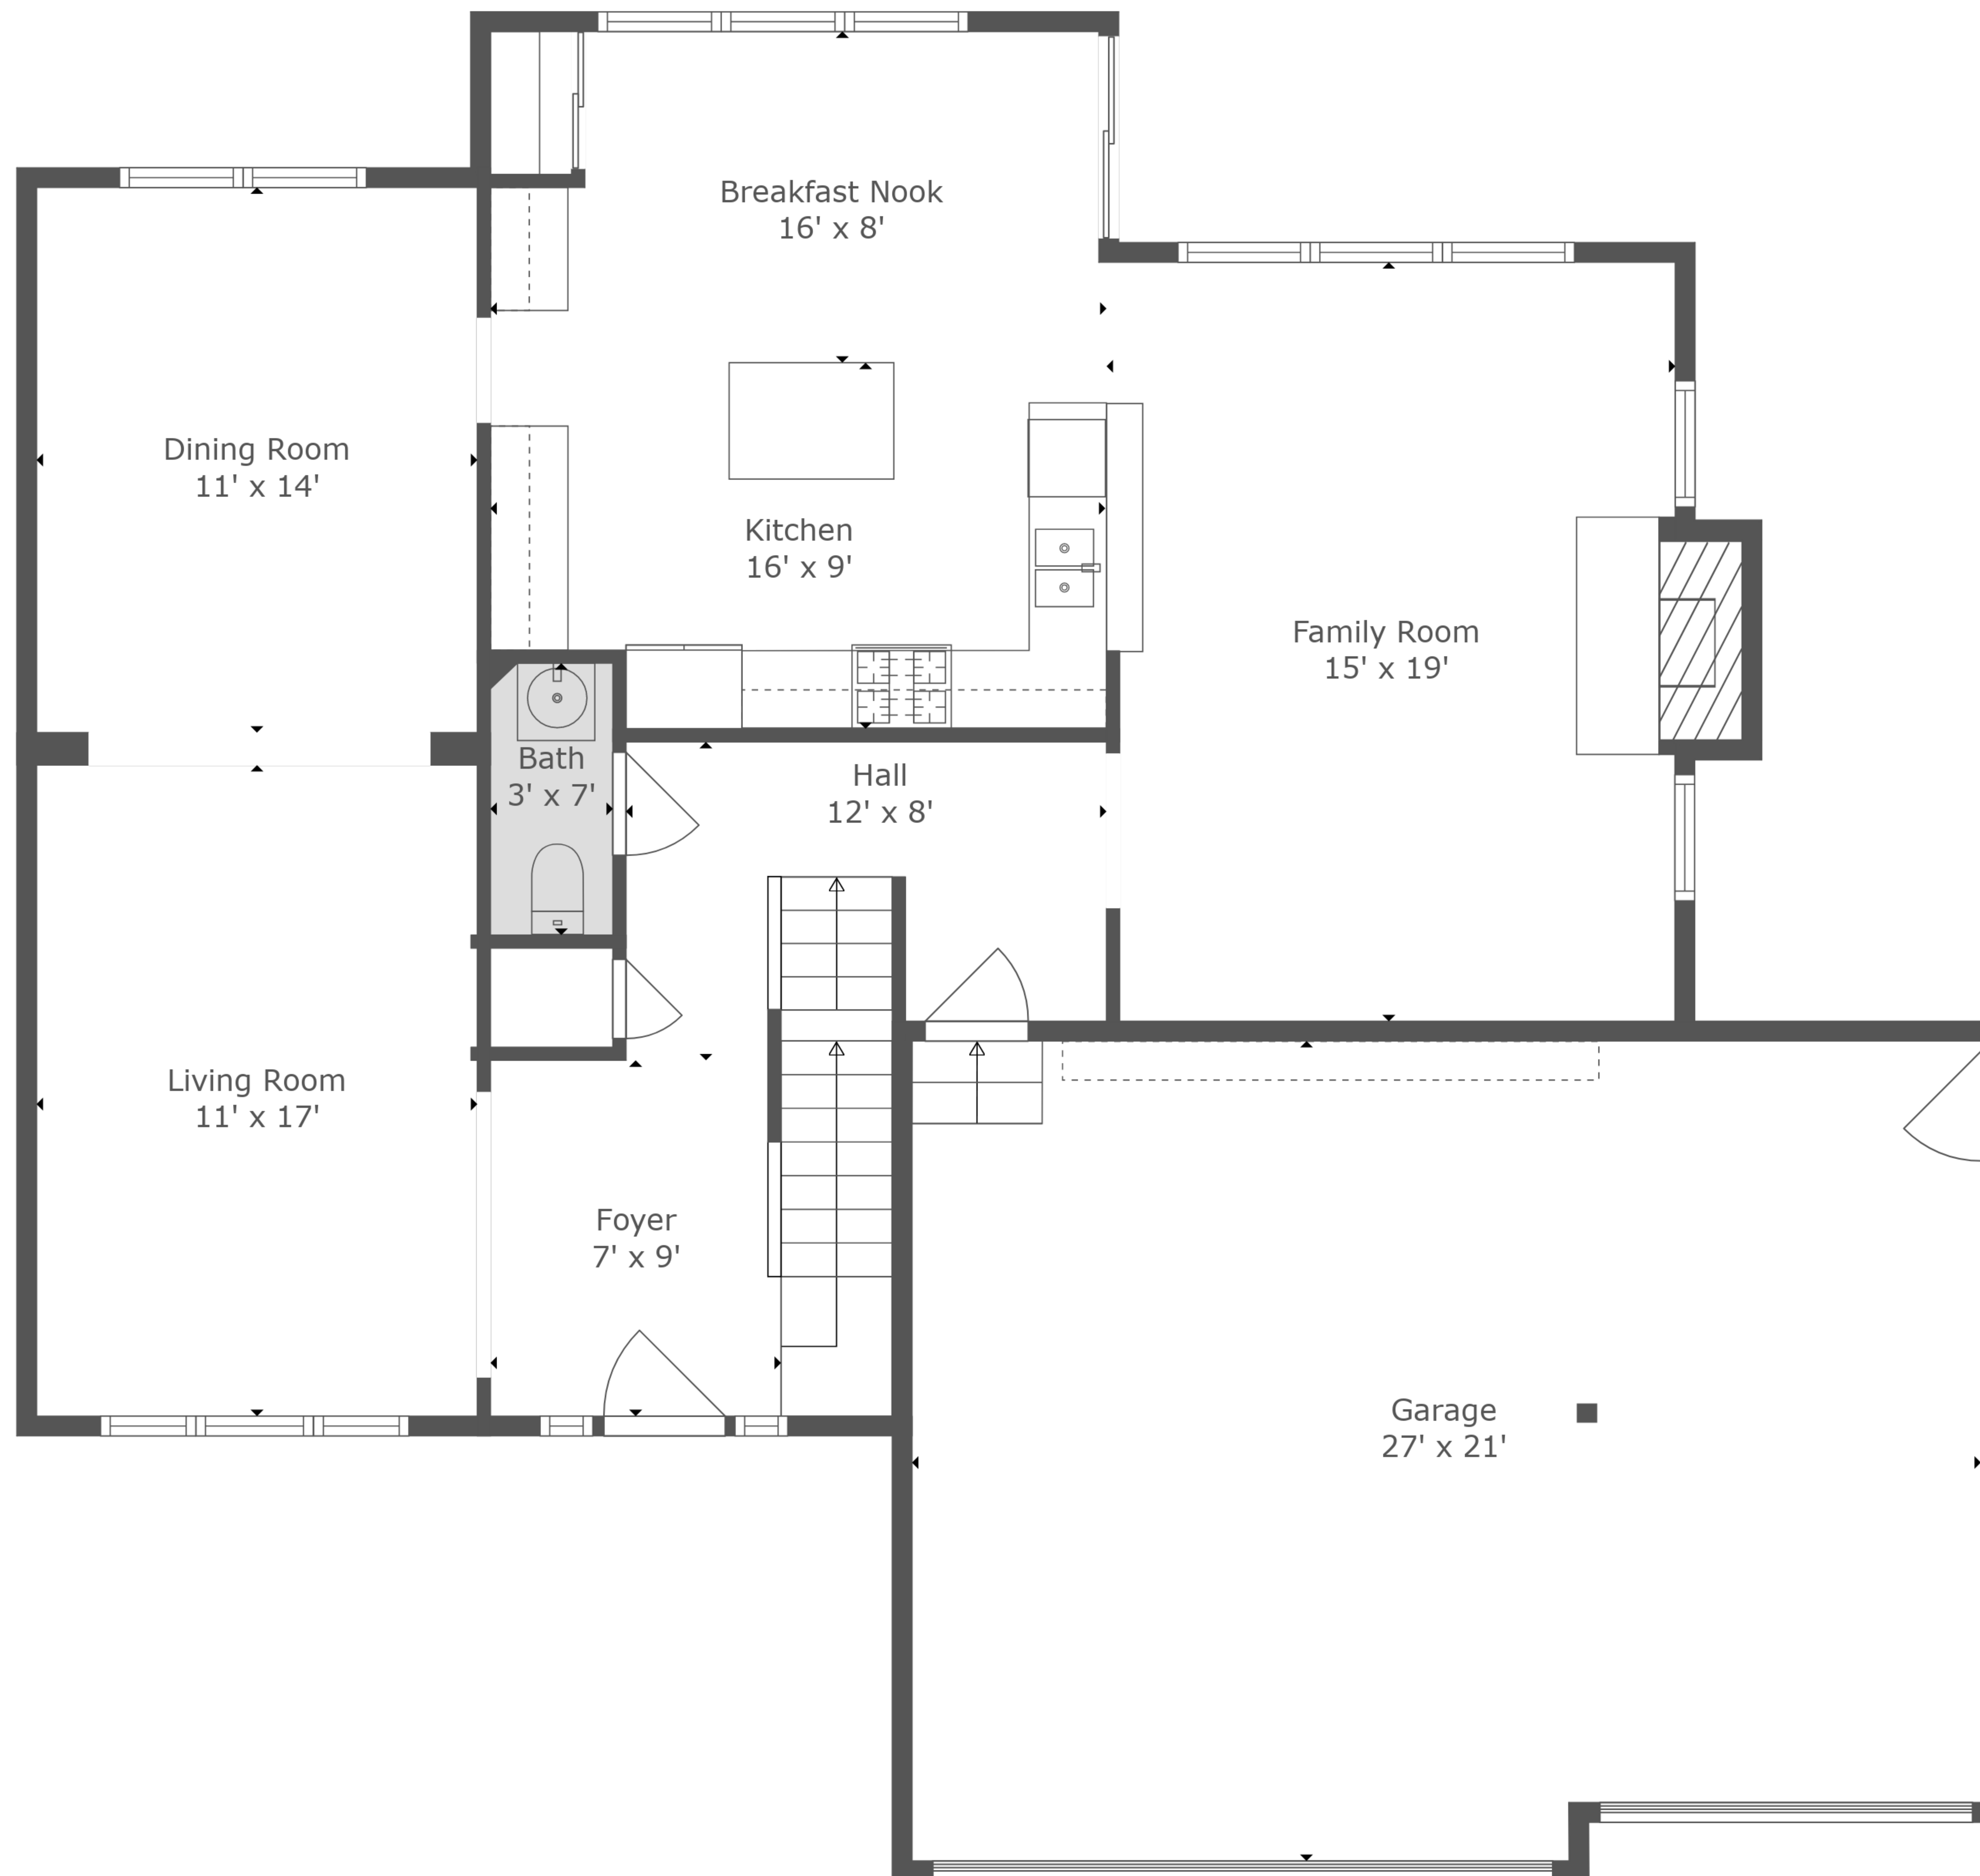 Breakfast Nook
16' x 8'
Dining Room
11' x 14'
Kitchen
16' x 9'
Family Room
15' x 19'
Bath
3' x 7'
Hall
12' x 8'
Living Room
11' x 17'
Foyer
7' x 9'
Garage
27' x 21'